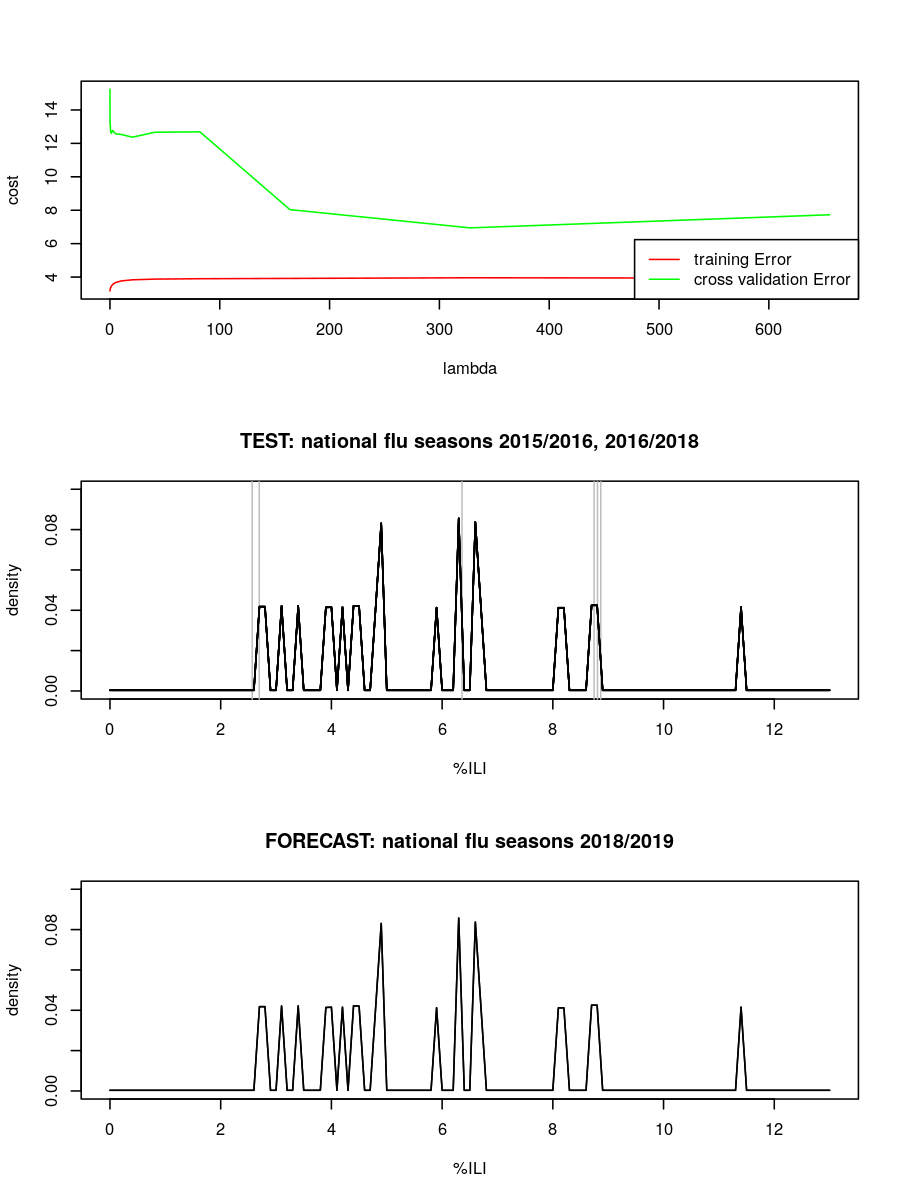 14
12
10
8
6
4
cost
training Error
cross validation Error
0 100 200 300 400 500 600
lambda
TEST: national flu seasons 2015/2016, 2016/2018
0.08
0.04
0.00
density
0 2 4 6 8 10 12
%ILI
FORECAST: national flu seasons 2018/2019
0.08
0.04
0.00
density
0 2 4 6 8 10 12
%ILI